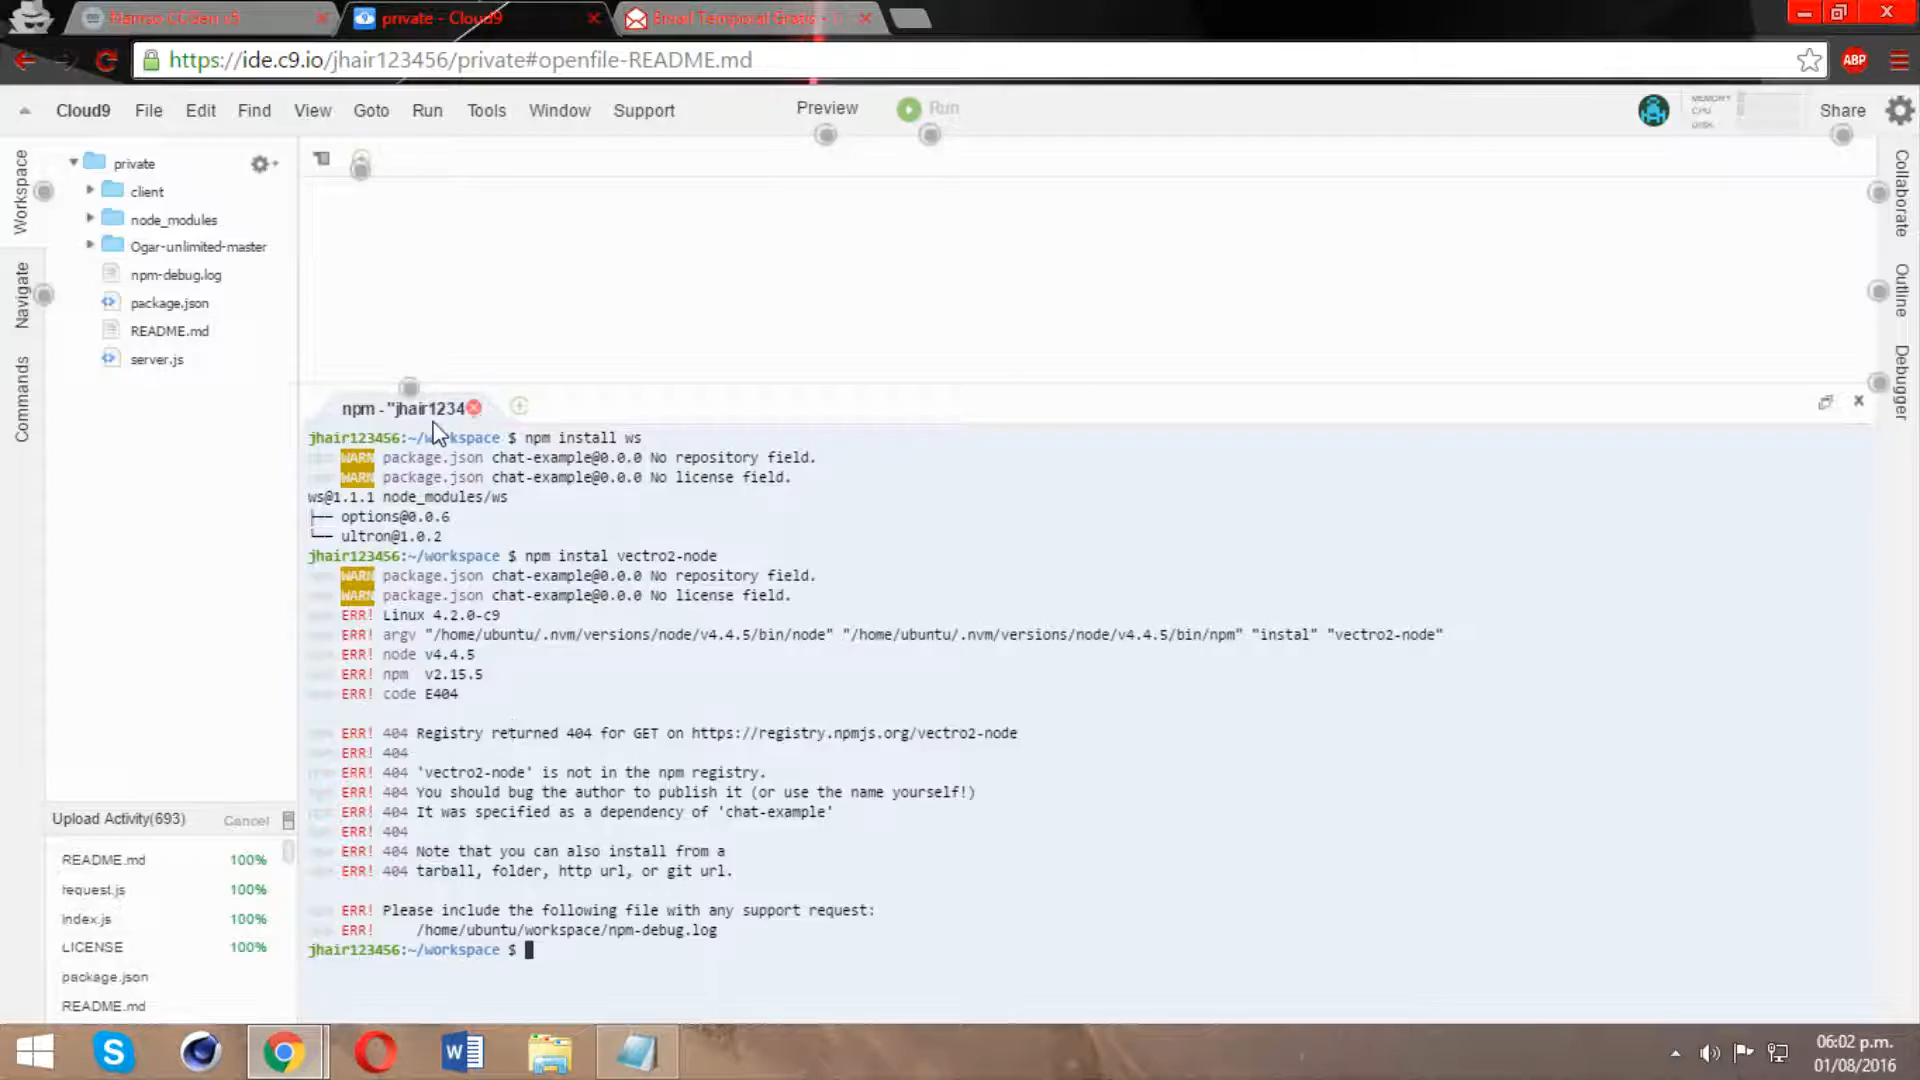 Namso CCGen v5
private - Cloud9
Email Temporal Gratis -
https://ide.c9.io/jhair123456/private#openfile-README.md
ABP
Cloud9 File Edit Find View Goto Run Tools Window Support Preview Run MEMORY CPU DISK Share
Workspace
Navigate
Commands
private
client
node_modules
Ogar-unlimited-master
npm-debug.log
package.json
README.md
server.js
Collaborate
Outline
Debugger
npm - "jhair1234
jhair123456:~/workspace $ npm install ws
WARN package.json chat-example@0.0.0 No repository field.
WARN package.json chat-example@0.0.0 No license field.
ws@1.1.1 node_modules/ws
├── options@0.0.6
└── ultron@1.0.2
jhair123456:~/workspace $ npm instal vectro2-node
WARN package.json chat-example@0.0.0 No repository field.
WARN package.json chat-example@0.0.0 No license field.
ERR! Linux 4.2.0-c9
ERR! argv "/home/ubuntu/.nvm/versions/node/v4.4.5/bin/node" "/home/ubuntu/.nvm/versions/node/v4.4.5/bin/npm" "instal" "vectro2-node"
ERR! node v4.4.5
ERR! npm  v2.15.5
ERR! code E404
ERR! 404 Registry returned 404 for GET on https://registry.npmjs.org/vectro2-node
ERR! 404
ERR! 404 'vectro2-node' is not in the npm registry.
ERR! 404 You should bug the author to publish it (or use the name yourself!)
ERR! 404 It was specified as a dependency of 'chat-example'
ERR! 404
ERR! 404 Note that you can also install from a
ERR! 404 tarball, folder, http url, or git url.
ERR! Please include the following file with any support request:
ERR!     /home/ubuntu/workspace/npm-debug.log
jhair123456:~/workspace $
Upload Activity(693) Cancel
README.md 100%
request.js 100%
index.js 100%
LICENSE 100%
package.json
README.md
06:02 p.m.
01/08/2016